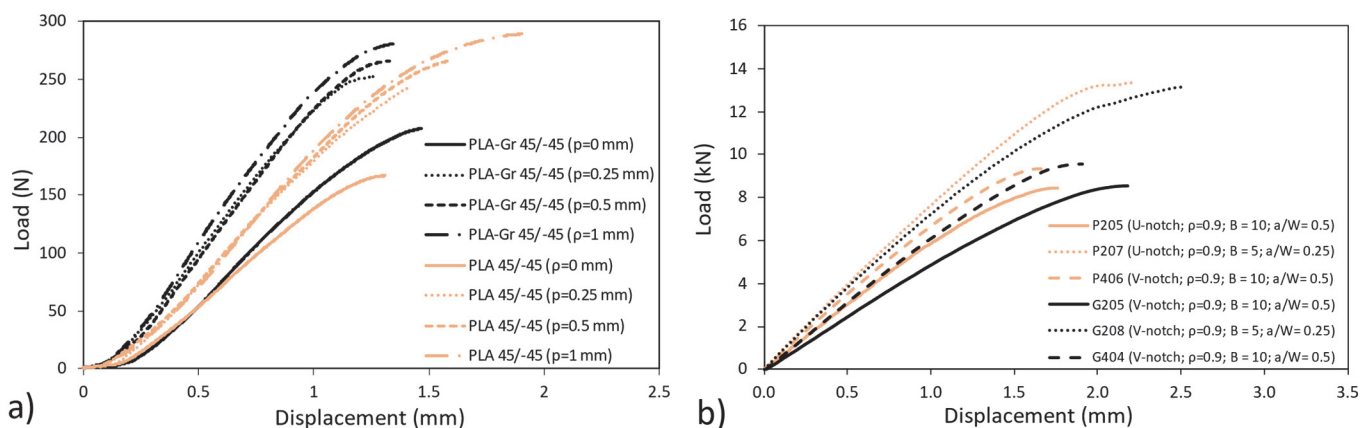 300
250
200
150
100
50
0
Load (N)
PLA-Gr 45/-45 (p=0 mm)
PLA-Gr 45/-45 (p=0.25 mm)
PLA-Gr 45/-45 (p=0.5 mm)
PLA-Gr 45/-45 (ρ=1 mm)
PLA 45/-45 (ρ=0 mm)
PLA 45/-45 (p=0.25 mm)
PLA 45/-45 (p=0.5 mm)
PLA 45/-45 (p=1 mm)
0 0.5 1 1.5 2 2.5
Displacement (mm)
a)
16
14
12
10
8
6
4
2
0
Load (kN)
P205 (U-notch; ρ=0.9; B = 10; a/W= 0.5)
P207 (U-notch; ρ=0.9; B = 5; a/W= 0.25)
P406 (V-notch; ρ=0.9; B = 10; a/W= 0.5)
G205 (V-notch; ρ=0.9; B = 10; a/W= 0.5)
G208 (V-notch; ρ=0.9; B = 5; a/W= 0.25)
G404 (V-notch; ρ=0.9; B = 10; a/W= 0.5)
0.0 0.5 1.0 1.5 2.0 2.5 3.0 3.5
Displacement (mm)
b)